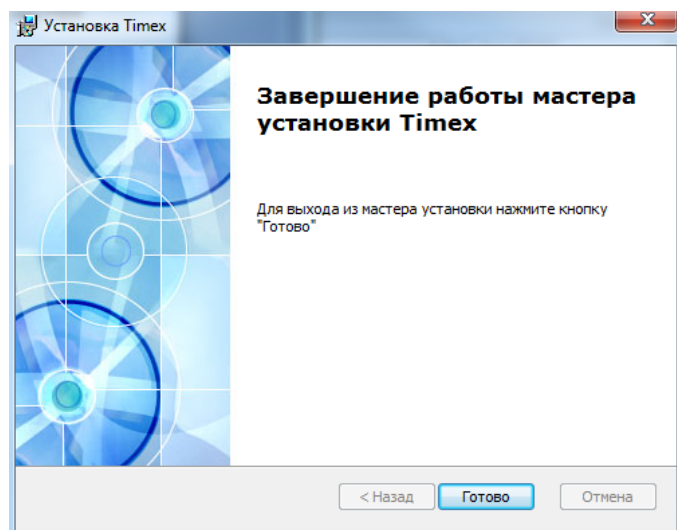 Установка Timex
Завершение работы мастера
установки Timex
Для выхода из мастера установки нажмите кнопку
"Готово"
< Назад Готово Отмена